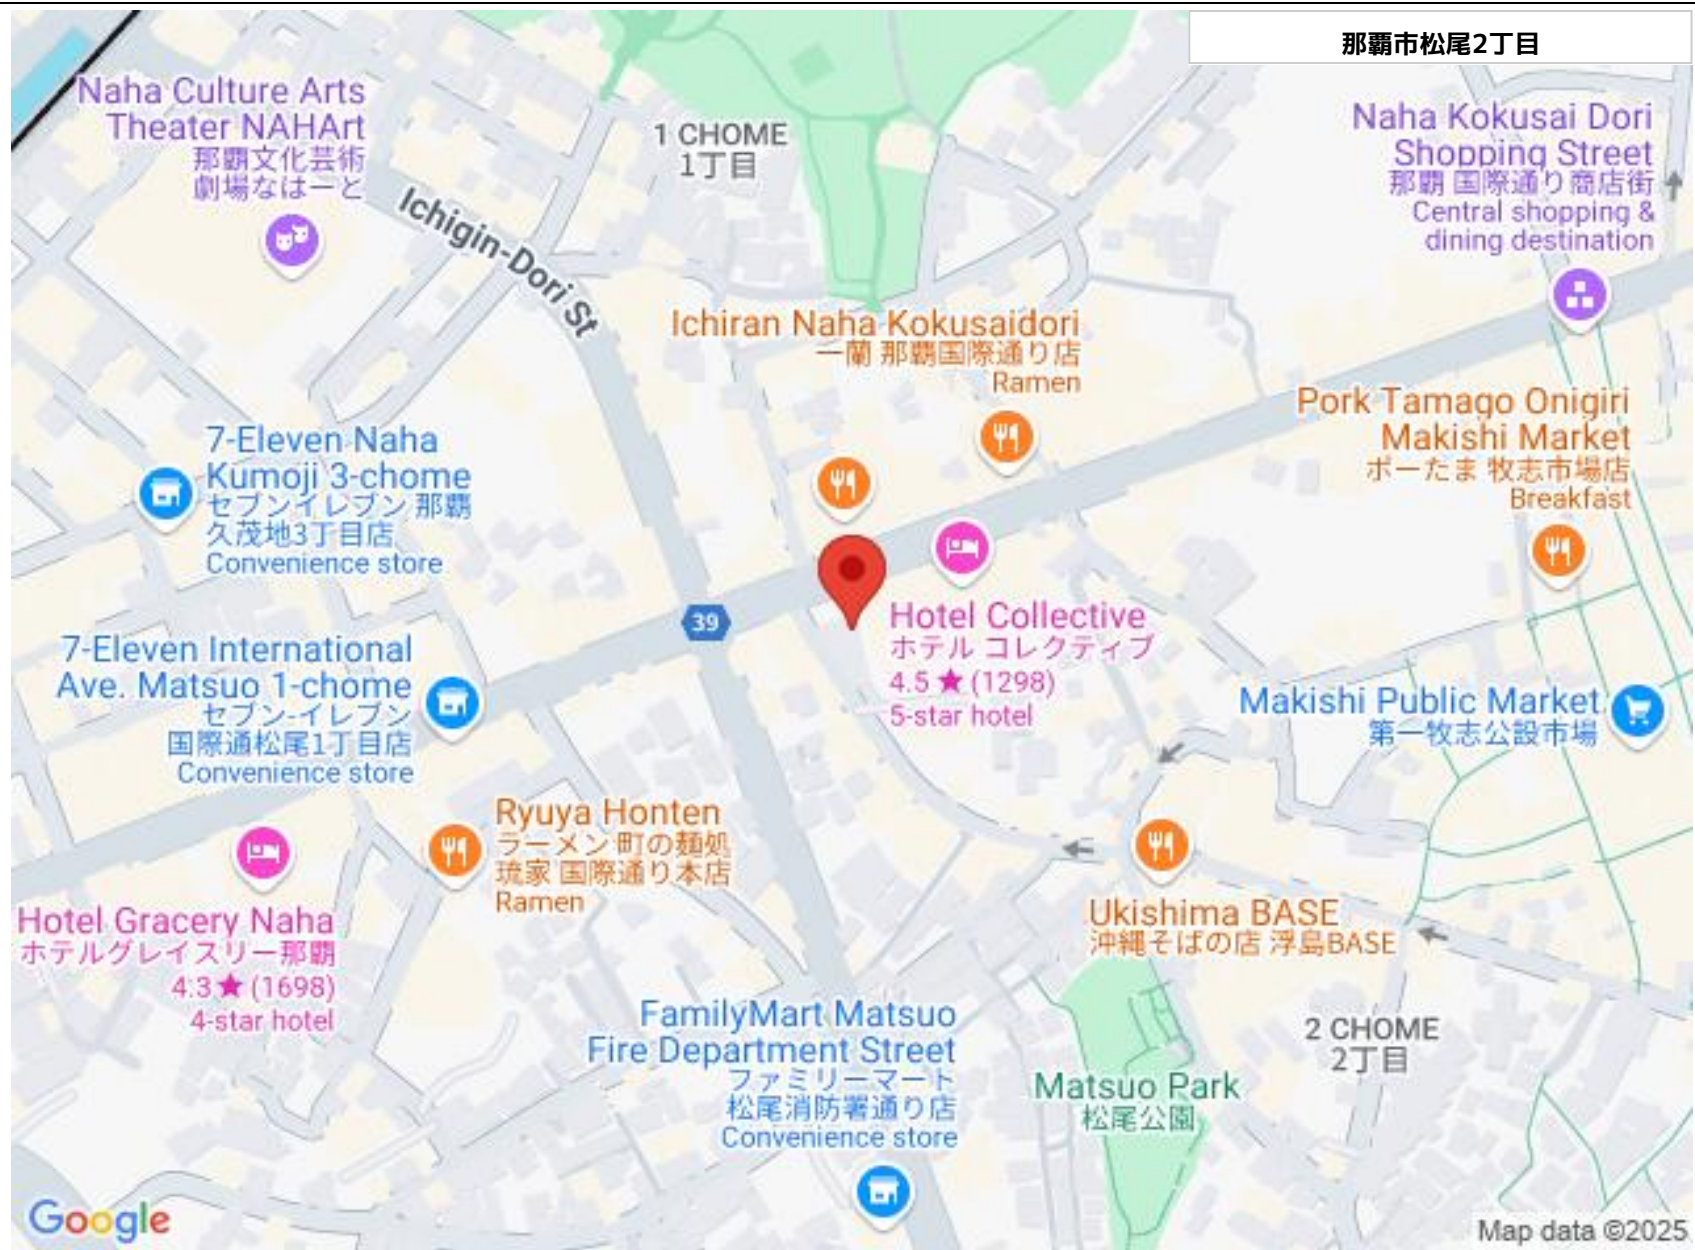 那覇市松尾2丁目
Naha Culture Arts
Theater NAHArt
那覇文化芸術
劇場なはーと
1 CHOME
1丁目
Naha Kokusai Dori
Shopping Street
那覇 国際通り商店街
Central shopping &
dining destination
Ichigin-Dori St
Ichiran Naha Kokusaidori
一蘭 那覇国際通り店
Ramen
Pork Tamago Onigiri
Makishi Market
ポーたま 牧志市場店
Breakfast
7-Eleven Naha
Kumoji 3-chome
セブンイレブン 那覇
久茂地3丁目店
Convenience store
39
Hotel Collective
ホテル コレクティブ
4.5 ★ (1298)
5-star hotel
7-Eleven International
Ave. Matsuo 1-chome
セブン-イレブン
国際通松尾1丁目店
Convenience store
Makishi Public Market
第一牧志公設市場
Ryuya Honten
ラーメン 町の麺処
琉家 国際通り本店
Ramen
Hotel Gracery Naha
ホテルグレイスリー那覇
4.3 ★ (1698)
4-star hotel
Ukishima BASE
沖縄そばの店 浮島BASE
FamilyMart Matsuo
Fire Department Street
ファミリーマート
松尾消防署通り店
Convenience store
2 CHOME
2丁目
Matsuo Park
松尾公園
Google
Map data ©2025